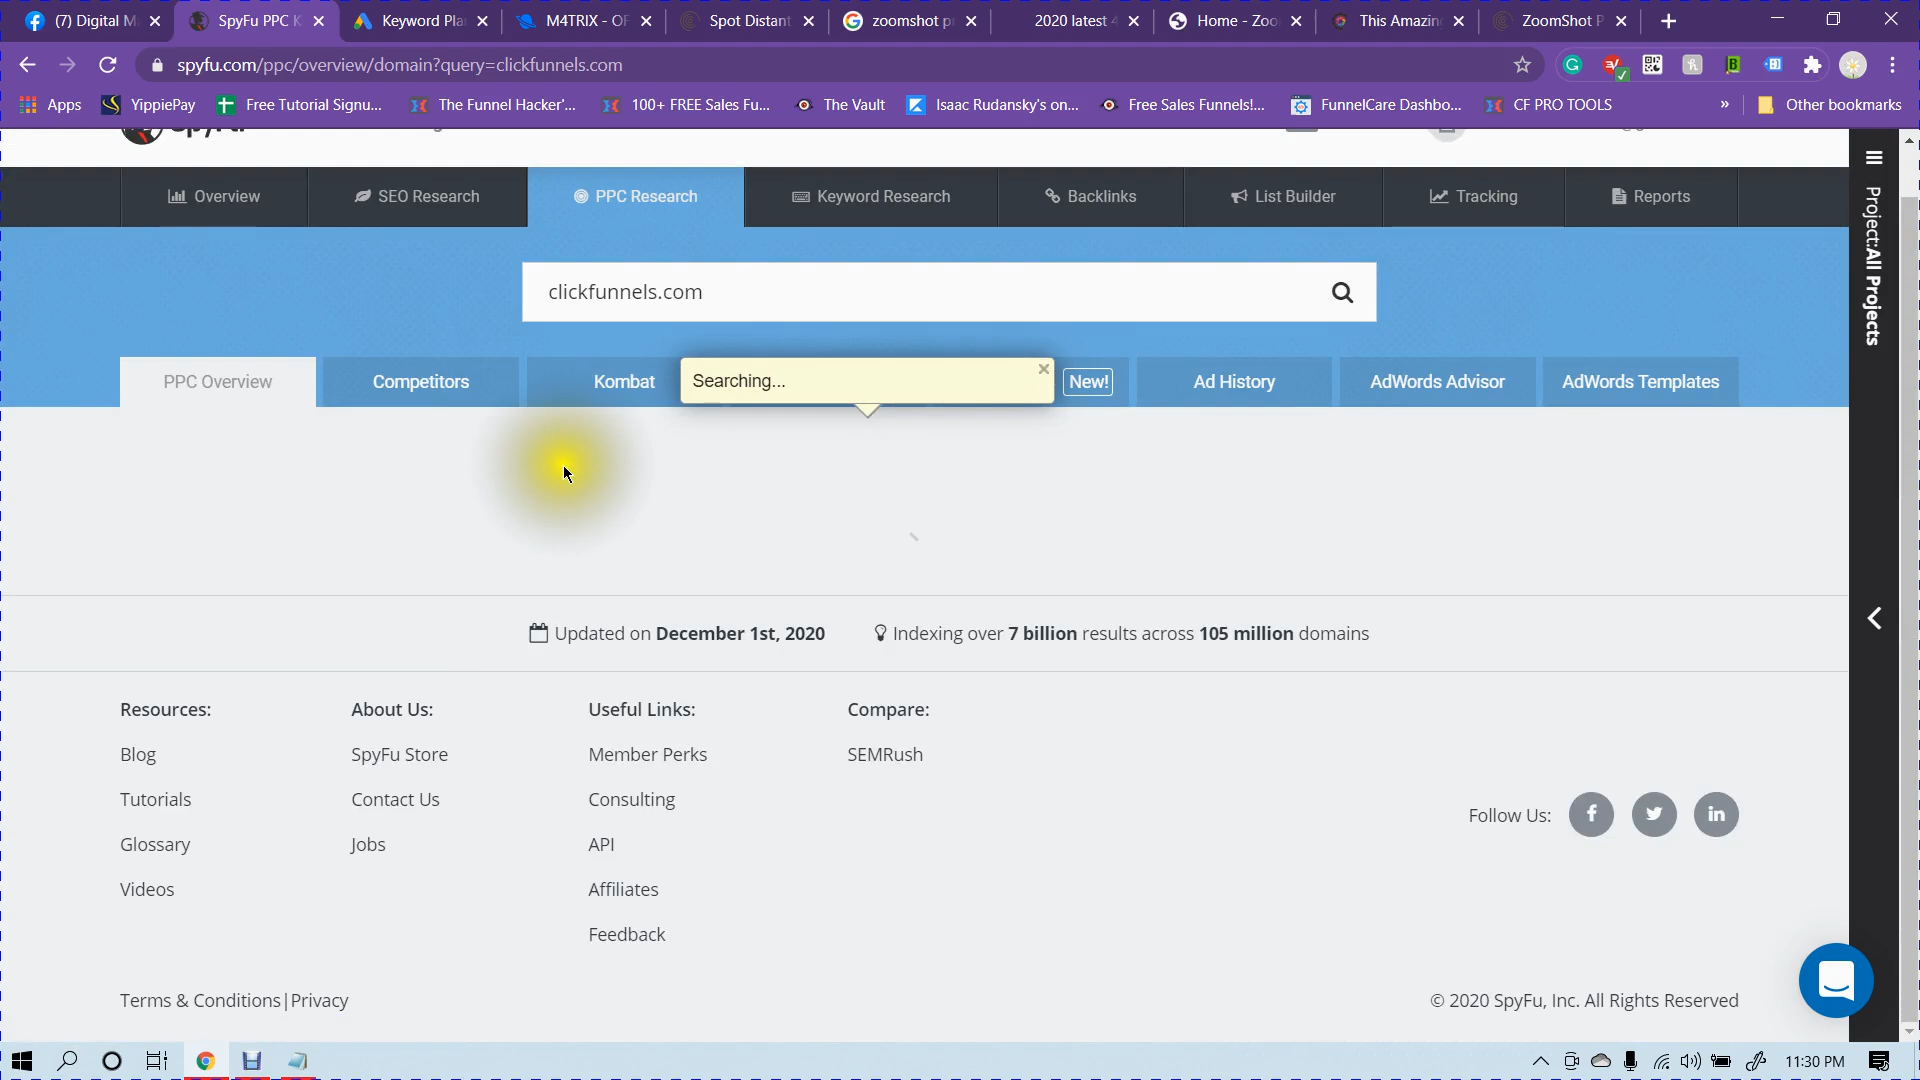 (7) Digital M
SpyFu PPC K
Keyword Pla
M4TRIX - OF
Spot Distant
zoomshot p
2020 latest 4
Home - Zoo
This Amazin
ZoomShot P
spyfu.com/ppc/overview/domain?query=clickfunnels.com
Apps
YippiePay
Free Tutorial Signu...
The Funnel Hacker'...
100+ FREE Sales Fu...
The Vault
Isaac Rudansky's on...
Free Sales Funnels!...
FunnelCare Dashbo...
CF PRO TOOLS
»
Other bookmarks
Overview
SEO Research
PPC Research
Keyword Research
Backlinks
List Builder
Tracking
Reports
Project:All Projects
clickfunnels.com
PPC Overview
Competitors
Kombat
Searching...
New!
Ad History
AdWords Advisor
AdWords Templates
Updated on December 1st, 2020
Indexing over 7 billion results across 105 million domains
Resources:
Blog
Tutorials
Glossary
Videos
About Us:
SpyFu Store
Contact Us
Jobs
Useful Links:
Member Perks
Consulting
API
Affiliates
Feedback
Compare:
SEMRush
Follow Us:
Terms & Conditions|Privacy
© 2020 SpyFu, Inc. All Rights Reserved
11:30 PM